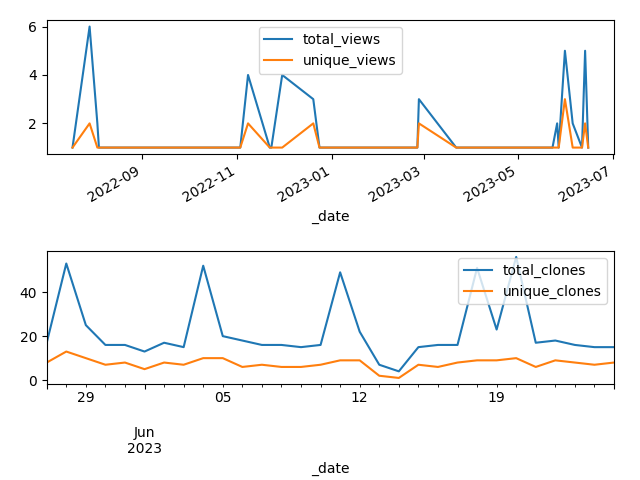 6
total_views
unique_views
4
2
2022-09
2022-11
2023-01
2023-03
2023-05
2023-07
_date
total_clones
unique_clones
40
20
0
29
05
12
19
Jun
2023
_date